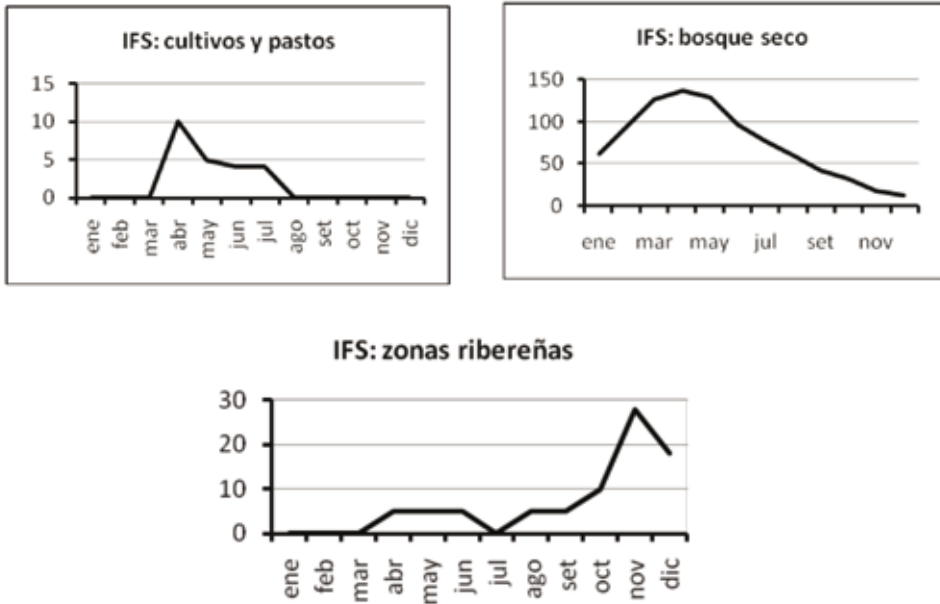 IFS: cultivos y pastos
15
10
5
0
ene
feb
mar
abr
may
jun
jul
ago
set
oct
nov
dic
IFS: bosque seco
150
100
50
0
ene mar may jul set nov
IFS: zonas ribereñas
30
20
10
0
ene
feb
mar
abr
may
jun
jul
ago
set
oct
nov
dic